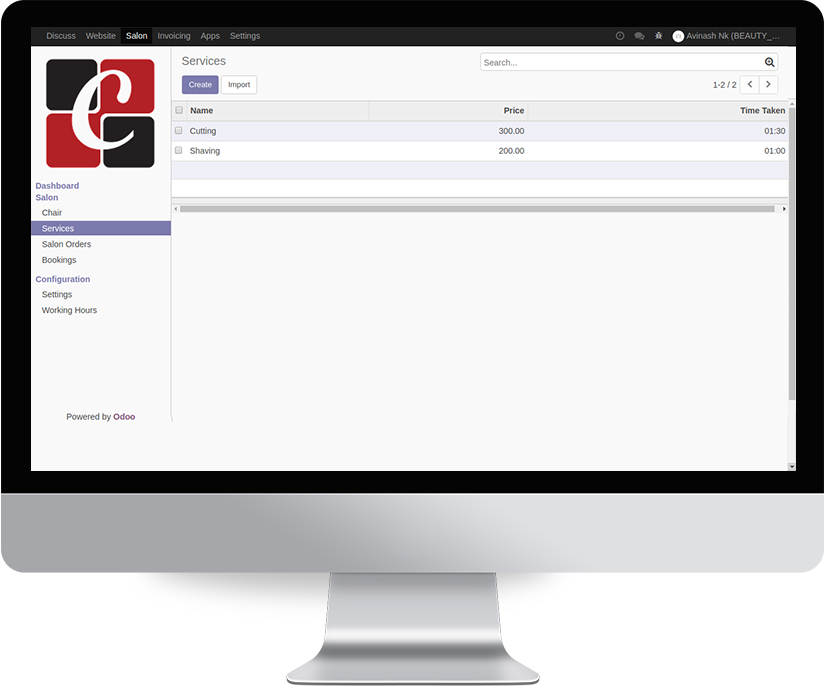 Discuss Website Salon Invoicing Apps Settings Avinash Nk (BEAUTY_...
C
Services
Search...
Create Import
1-2 / 2
Name Price Time Taken
Cutting 300.00 01:30
Shaving 200.00 01:00
Dashboard
Salon
Chair
Services
Salon Orders
Bookings
Configuration
Settings
Working Hours
Powered by Odoo